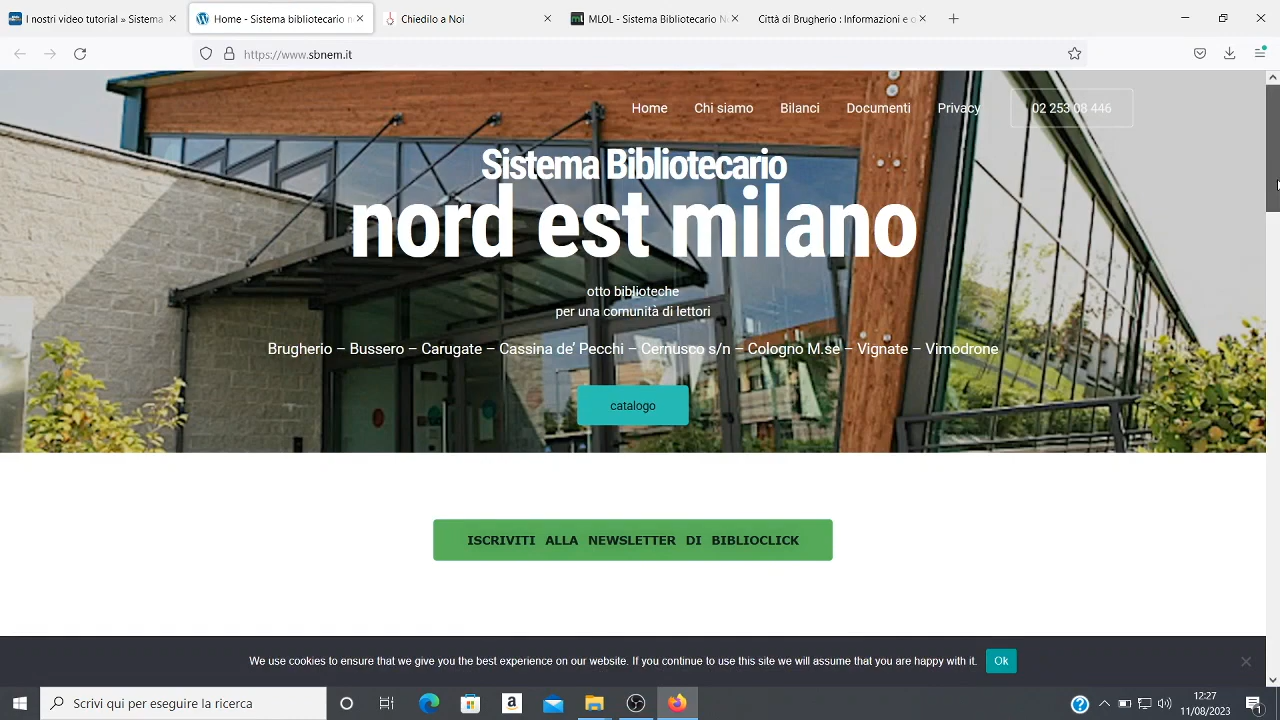 I nostri video tutorial » Sistema
Home - Sistema bibliotecario n
Chiedilo a Noi
MLOL - Sistema Bibliotecario N
Città di Brugherio : Informazioni e o
https://www.sbnem.it
Home
Chi siamo
Bilanci
Documenti
Privacy
02 253 08 446
Sistema Bibliotecario
nord est milano
otto biblioteche
per una comunità di lettori
Brugherio – Bussero – Carugate – Cassina de’ Pecchi – Cernusco s/n – Cologno M.se – Vignate – Vimodrone
catalogo
ISCRIVITI ALLA NEWSLETTER DI BIBLIOCLICK
We use cookies to ensure that we give you the best experience on our website. If you continue to use this site we will assume that you are happy with it.
Ok
Scrivi qui per eseguire la ricerca
12:27
11/08/2023